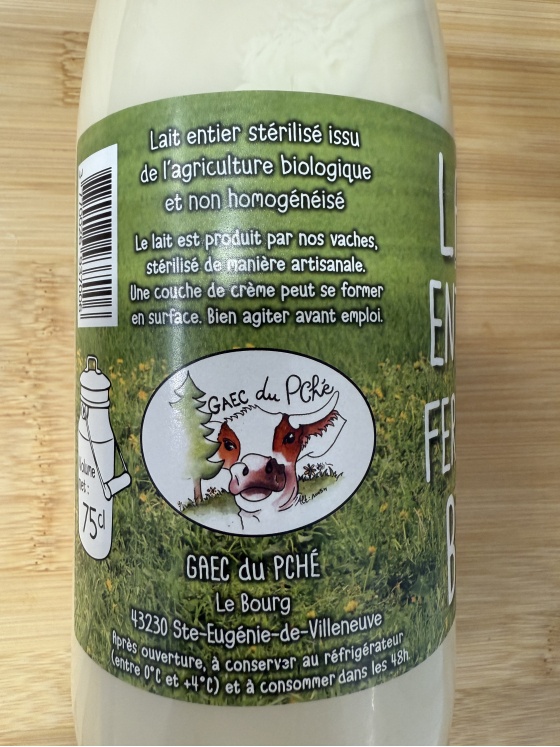 Lait entier stérilisé issu
de l'agriculture biologique
et non homogénéisé
Le lait est produit par nos vaches,
stérilisé de manière artisanale.
Une couche de crème peut se former
en surface. Bien agiter avant emploi.
GAEC du PChé
Volume
net :
75cl
GAEC du PCHÉ
Le Bourg
43230 Ste-Eugénie-de-Villeneuve
Après ouverture, à conserver au réfrigérateur
(entre 0°C et +4°C) et à consommer dans les 48h.